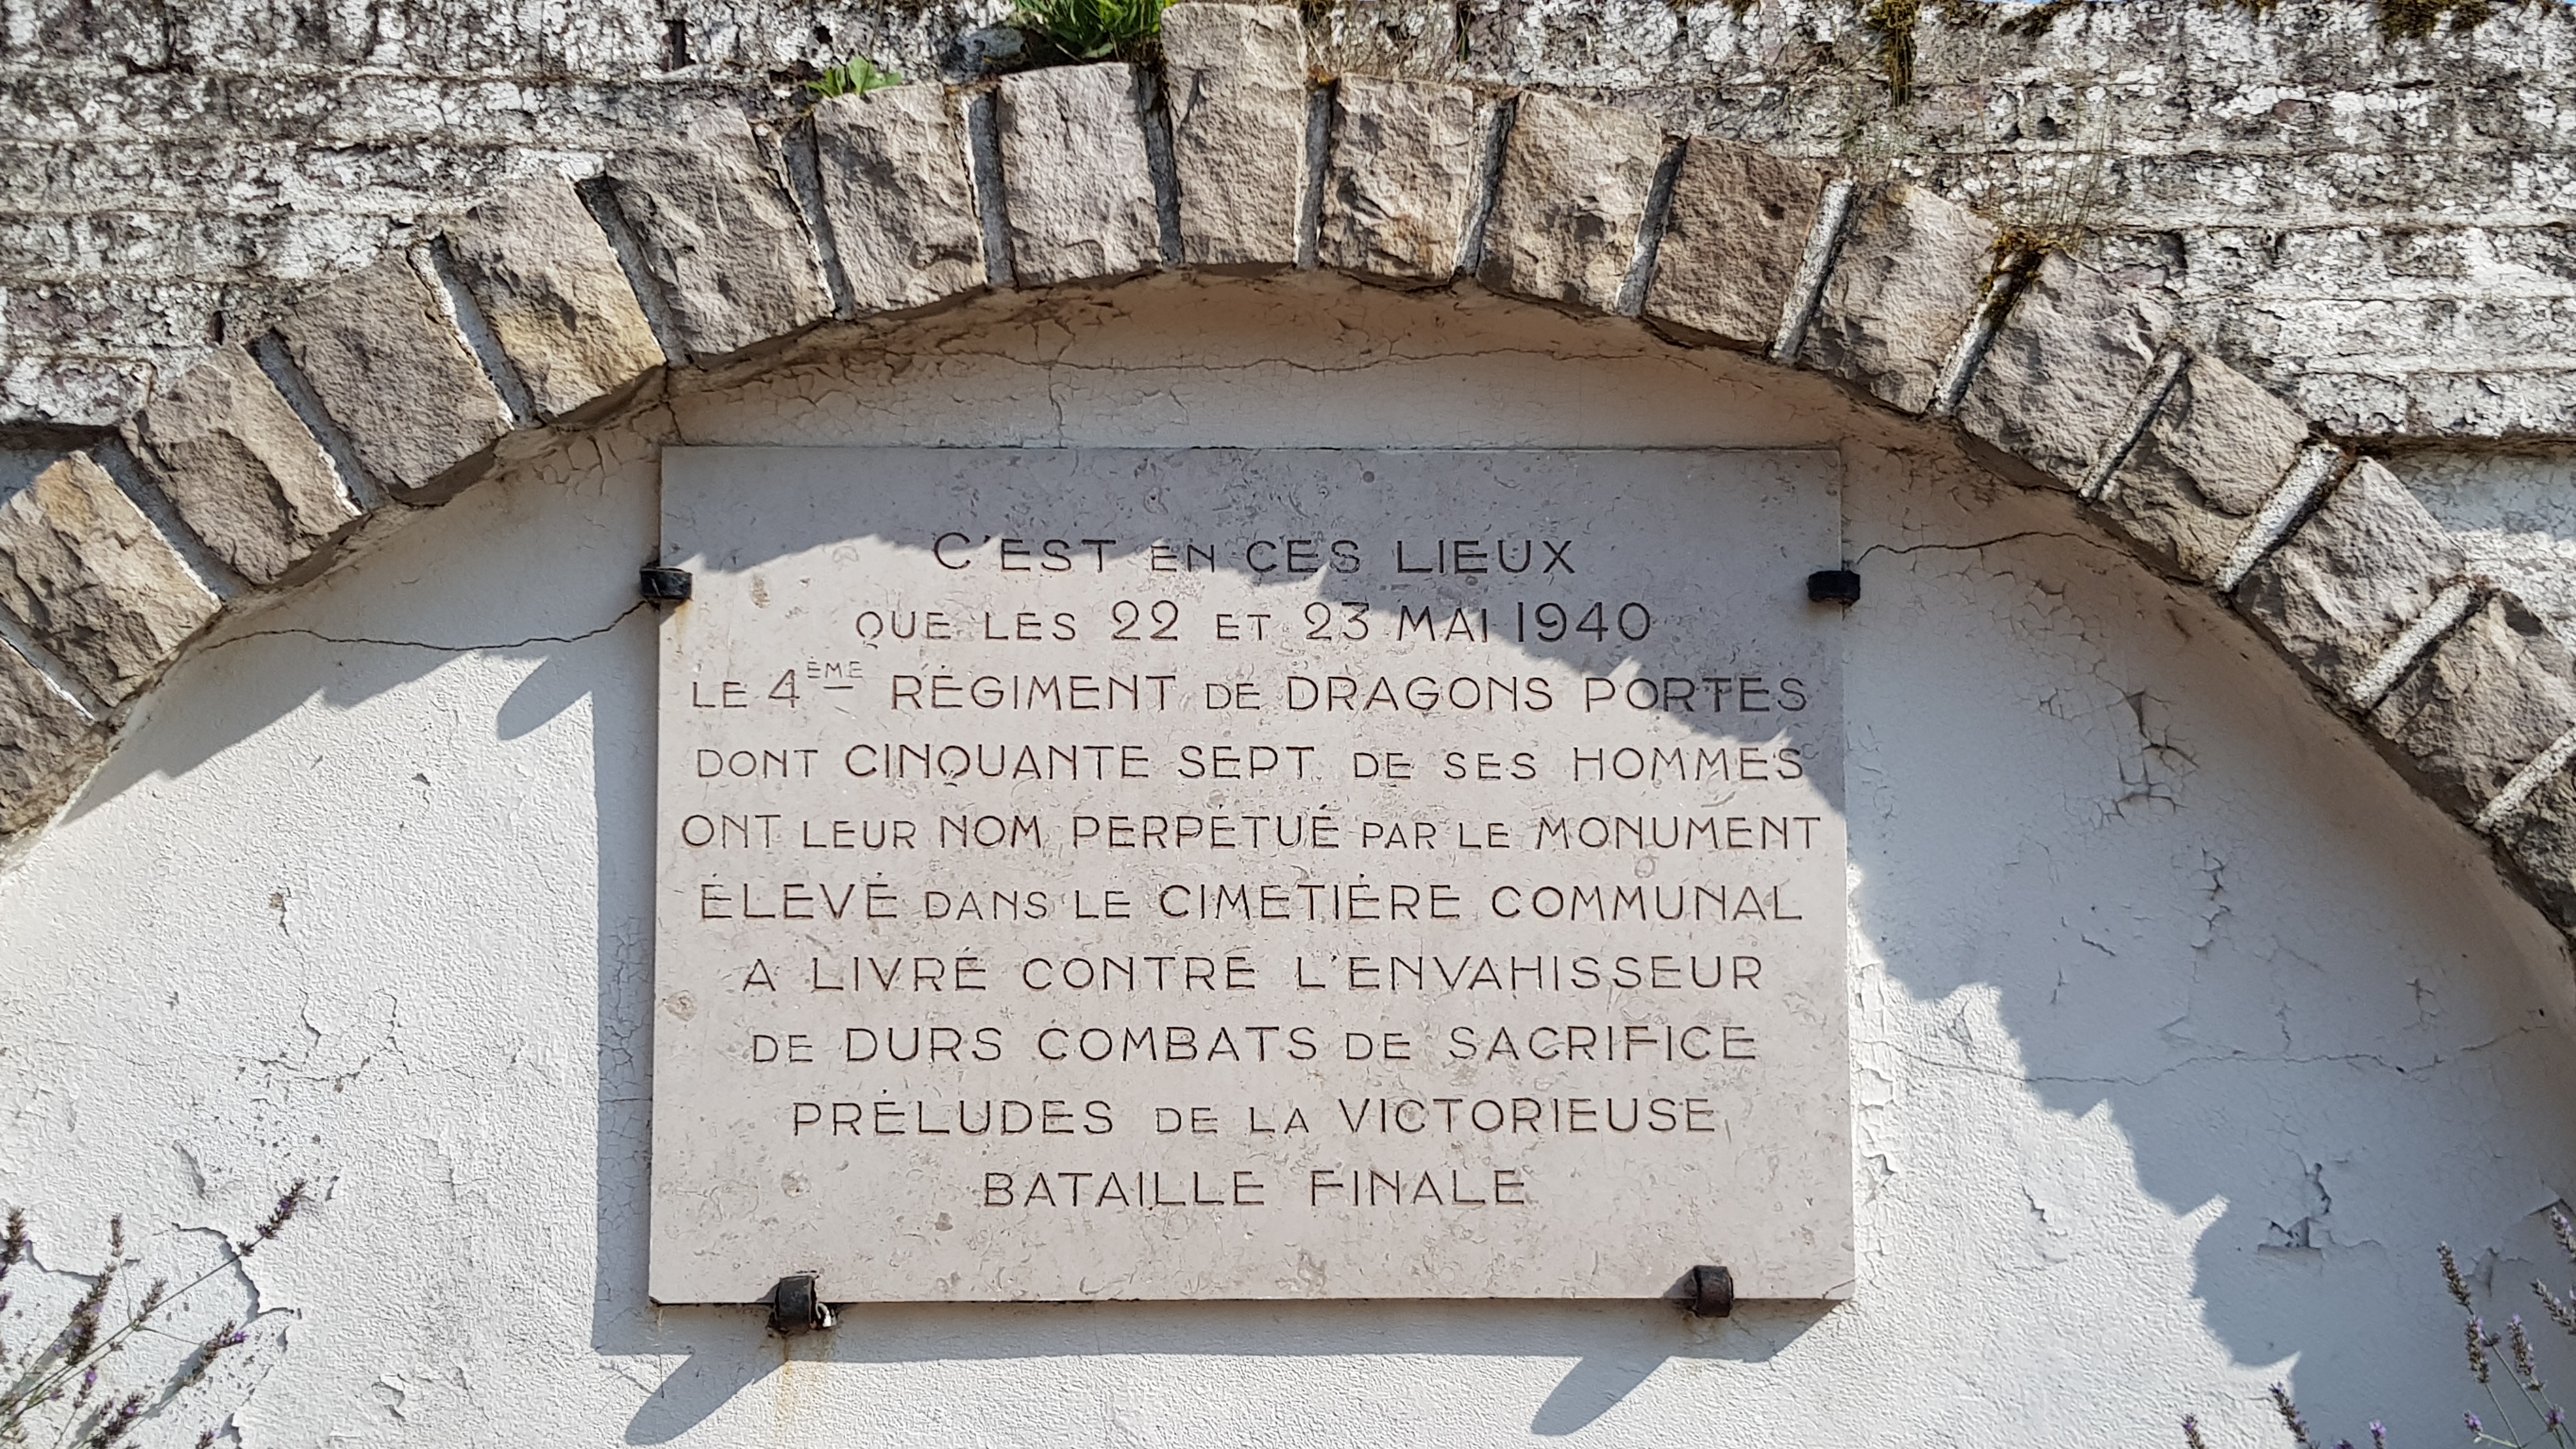 C'EST EN CES LIEUX
QUE LES 22 ET 23 MAI 1940
LE 4ÈME RÉGIMENT DE DRAGONS PORTÉS
DONT CINQUANTE SEPT DE SES HOMMES
ONT LEUR NOM PERPÉTUÉ PAR LE MONUMENT
ÉLEVÉ DANS LE CIMETIÈRE COMMUNAL
A LIVRÉ CONTRE L'ENVAHISSEUR
DE DURS COMBATS DE SACRIFICE
PRÉLUDES DE LA VICTORIEUSE
BATAILLE FINALE